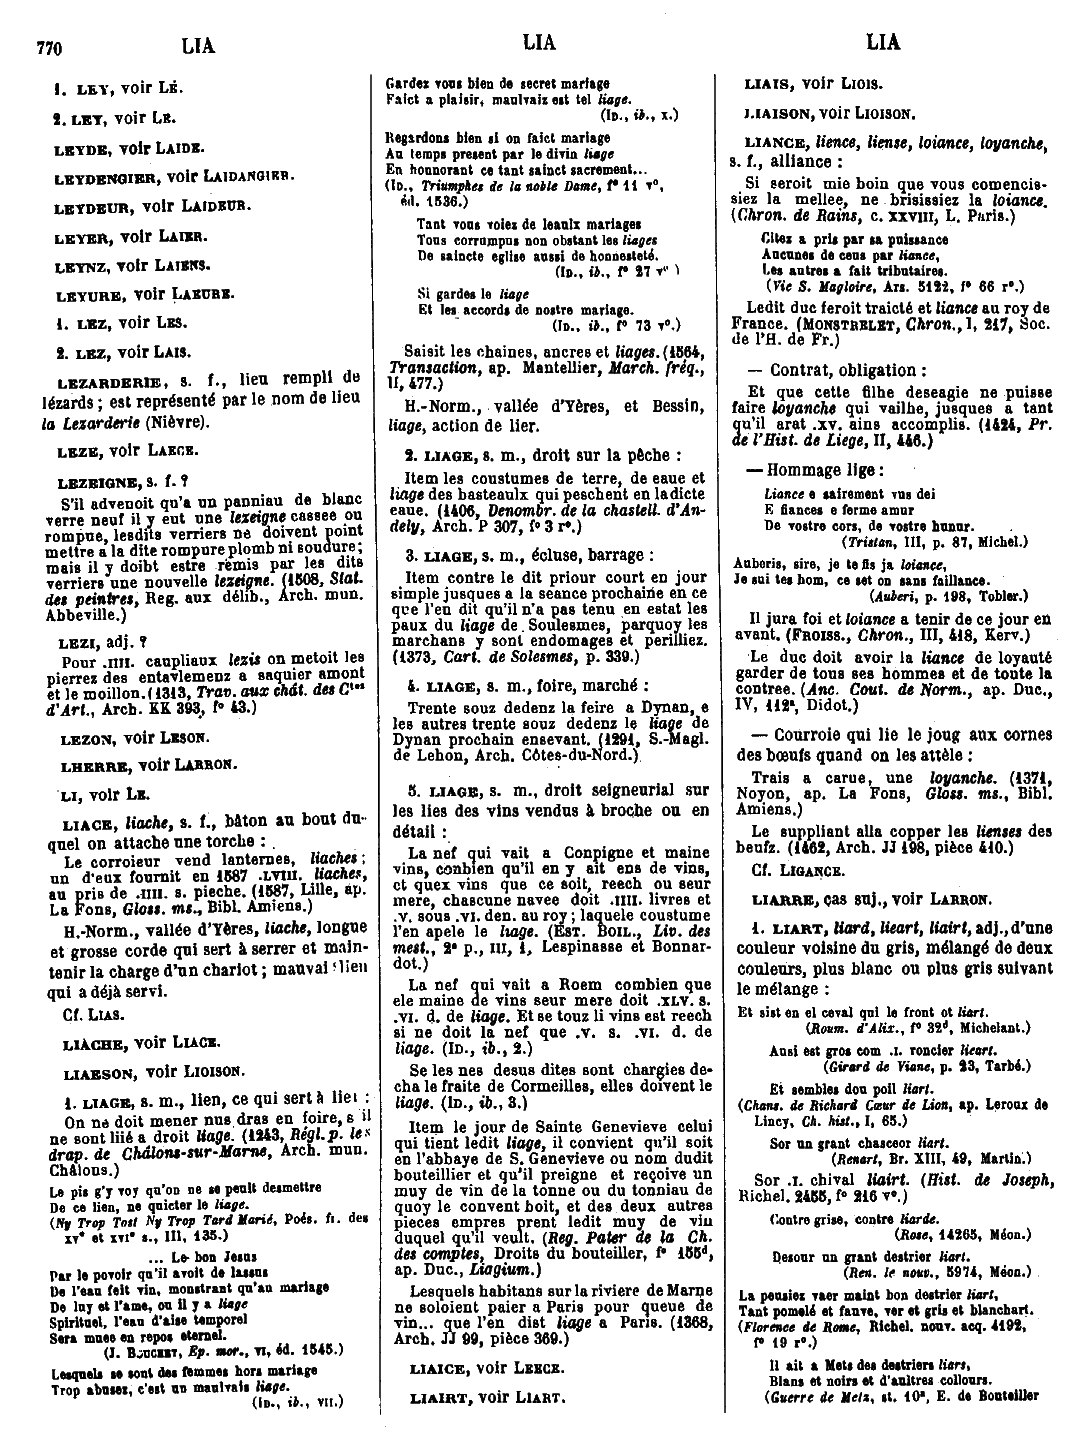 770 LIA LIA LIA
1. LEY, voir LÉ.
2. LEY, voir LE.
LEYDE, voir LAIDE.
LEYDENGIER, voir LAIDANGIER.
LEYDEUR, voir LAIDEUR.
LEYER, voir LAIER.
LEYNZ, voir LAIENS.
LEYURE, voir LAEURE.
1. LEZ, voir LES.
2. LEZ, voir LAIS.
LEZARDERIE, s. f., lieu rempli de
lézards ; est représenté par le nom de lieu
la Lezarderie (Nièvre).
LEZE, voir LAECE.
LEZEIGNE, s. f. ?
S'il advenoit qu'a un panniau de blanc
verre neuf il y eut une lezeigne cassee ou
rompue, lesdits verriers ne doivent point
mettre a la dite rompure plomb ni soudure ;
mais il y doibt estre remis par les dits
verriers une nouvelle lezeigne. (1508, Stat.
des peintres, Reg. aux délib., Arch. mun.
Abbeville.)
LEZI, adj. ?
Pour .IIII. caupliaux lezis on metoit les
pierrez des entavlemenz a saquier amont
et le moillon. (1313, Trav. aux chât. des Ctes
d'Art., Arch. KK 393, f° 43.)
LEZON, voir LESON.
LHERRE, voir LARRON.
LI, voir LE.
LIACE, liache, s. f., bâton au bout du-
quel on attache une torche :
Le corroieur vend lanternes, liaches ;
un d'eux fournit en 1587 .LVIII. liaches,
au pris de .IIII. s. pieche. (1587, Lille, ap.
La Fons, Gloss. ms., Bibl. Amiens.)
H.-Norm., vallée d'Yères, liache, longue
et grosse corde qui sert à serrer et main-
tenir la charge d'un chariot ; mauvai lien
qui a déjà servi.
Cf. LIAS.
LIÀCHE, voir LIACE.
LIAESON, voir LIOISON.
1. LIAGE, s. m., lien, ce qui sert à lier :
On ne doit mener nus dras en foire, s il
ne sont liié a droit liage. (1243, Régl. p. les
drap. de Châlons-sur-Marne, Arch. mun.
Châlons.)
Le pis g'y voy qu'on ne se peult desmettre
De ce lien, ne quicter le liage.
(Ny Trop Tost Ny Trop Tard Marié, Poés. fr. des
XVe et XVIe s., III, 135.)
... Le bon Jesus
Par le povoir qu'il avoit de lassus
De l'eau feit vin, monstrant qu'au mariage
De luy et l'ame, ou il y a liage
Spirituel, l'eau d'aise temporel
Sera muee en repos eternel.
(J. BOUCHET, Ep. mor., VI, éd. 1545.)
Lesquels se sont des femmes hors mariage
Trop abusez, c'est un maulvais liage.
(ID., ib., VII.)
Gardez vous bien de secret mariage
Faict a plaisir, maulvaiz est tel liage.
(ID., ib., X.)
Regardons bien si on faict mariage
Au temps present par le divin liage
En honnorant ce tant sainct sacrement...
(ID., Triumphes de la noble Dame, f° 11 v°,
éd. 1536.)
Tant vous voiez de leaulx mariages
Tous corrumpus non obstant les liages
De saincte eglise aussi de honnesteté.
(ID., ib., f° 27 v° )
Si gardes le liage
Et les accords de nostre mariage.
(ID., ib., f° 73 v°.)
Saisit les chaines, ancres et liages. (1564,
Transaction, ap. Mantellier, March. fréq.,
II, 477.)
H.-Norm., vallée d'Yères, et Bessin,
liage, action de lier.
2. LIAGE, s. m., droit sur la pêche :
Item les coustumes de terre, de eaue et
liage des basteaulx qui peschent en ladicte
eaue. (1406, Denombr. de la chastell. d'An-
dely, Arch. P 307, f° 3 r°.)
3. LIAGE, s. m., écluse, barrage :
Item contre le dit priour court en jour
simple jusques a la seance prochaine en ce
que l'en dit qu'il n'a pas tenu en estat les
paux du liage de Soulesmes, parquoy les
marchans y sont endomages et perilliez.
(1373, Cart. de Solesmes, p. 339.)
4. LIAGE, s. m., foire, marché :
Trente souz dedenz la feire a Dynan, e
les autres trente souz dedenz le liage de
Dynan prochain ensevant. (1291, S.-Magl.
de Lehon, Arch. Côtes-du-Nord.)
5. LIAGE, s. m., droit seigneurial sur
les lies des vins vendus à broche ou en
détail :
La nef qui vait a Conpigne et maine
vins, conbien qu'il en y ait ens de vins,
et quex vins que ce soit, reech ou seur
mere, chascune navee doit .IIII. livres et
.V. sous .VI. den. au roy ; laquele coustume
l'en apele le liage. (EST. BOIL., Liv. des
mest., 2e p., III, 1, Lespinasse et Bonnar-
dot.)
La nef qui vait a Roem combien que
ele maine de vins seur mere doit .XLV. s.
.VI. d. de liage. Et se touz li vins est reech
si ne doit la nef que .V. s. .VI. d. de
liage. (ID., ib., 2.)
Se les nes desus dites sont chargies de-
cha le fraite de Cormeilles, elles doivent le
liage. (ID., ib., 3.)
Item le jour de Sainte Genevieve celui
qui tient ledit liage, il convient qu'il soit
en l'abbaye de S. Genevieve ou nom dudit
bouteillier et qu'il preigne et reçoive un
muy de vin de la tonne ou du tonniau de
quoy le convent boit, et des deux autres
pieces empres prent ledit muy de vin
duquel qu'il veult. (Reg. Pater de la Ch.
des comptes, Droits du bouteiller, f° 155d,
ap. Duc., Liagium.)
Lesquels habitans sur la riviere de Marne
ne soloient paier a Paris pour queue de
vin... que l'en dist liage a Paris. (1368,
Arch. JJ 99, pièce 369.)
LIAICE, voir LEECE.
LIAIRT, voir LIART.
LIAIS, voir LIOIS.
LIAISON, voir LIOISON.
LIANCE, lience, liense, loiance, loyanche,
s. f., alliance :
Si seroit mie boin que vous comencis-
siez la mellee, ne brisissiez la loiance.
(Chron. de Rains, c. XXVIII, L. Paris.)
Citez a pris par sa puissance
Aucunes de ceus par liance,
Les autres a fait tributaires.
(Vie S. Magloire, Ars. 5122, f° 66 r°.)
Ledit duc feroit traicté et liance au roy de
France. (MONSTRELET, Chron., I, 217, Soc.
de l'H. de Fr.)
— Contrat, obligation :
Et que cette filhe deseagie ne puisse
faire loyanche qui vailhe, jusques a tant
qu'il arat .XV. ains accomplis. (1424, Pr.
de l'Hist. de Liege, II, 446.)
— Hommage lige :
Liance e sairement vus dei
E fiances e ferme amur
De vostre cors, de vostre hunur.
(Tristan, III, p. 87, Michel.)
Auberis, sire, je te fis ja loiance,
Je sui tes hom, ce set on sans faillance.
(Auberi, p. 198, Tobler.)
Il jura foi et loiance a tenir de ce jour en
avant. (FROISS., Chron., III, 418, Kerv.)
Le duc doit avoir la liance de loyauté
garder de tous ses hommes et de toute la
contree. (Anc. Cout. de Norm., ap. Duc.,
IV, 112a, Didot.)
— Courroie qui lie le joug aux cornes
des bœufs quand on les attèle :
Trais a carue, une loyanche. (1371,
Noyon, ap. La Fons, Gloss. ms., Bibl.
Amiens.)
Le suppliant alla copper les lienses des
beufz. (1462, Arch. JJ 198, pièce 410.)
Cf. LIGANCE.
LIARRE, cas suj., voir LARRON.
1. LIART, liard, lieart, liairt, adj., d'une
couleur voisine du gris, mélangé de deux
couleurs, plus blanc ou plus gris suivant
le mélange :
Et sist en el ceval qui le front ot liart.
(Roum. d'Alix., f° 32d, Michelant.)
Ausi est gros com .I. roncier lieart.
(Girard de Viane, p. 23, Tarbé.)
Et sembles dou poil liart.
(Chans. de Richard Cœur de Lion, ap. Leroux de
Lincy, Ch. hist., I, 65.)
Sor un grant chasceor liart.
(Renart, Br. XIII, 49, Martin.)
Sor .I. chival liairt. (Hist. de Joseph,
Richel. 2455, f° 216 v°.)
Contre grise, contre liarde.
(Rose, 14265, Méon.)
Desour un grant destrier liart.
(Ren. le nouv., 5974, Méon.)
La peusiez vaer maint bon destrier liart,
Tant pomelé et fauve, ver et gris et blanchart.
(Florence de Rome, Richel. nouv. acq. 4192,
f° 19 r°.)
Il ait a Mets des destriers liars,
Blans et noirs et d'aultres collours.
(Guerre de Metz, st. 10a, E. de Bouteiller